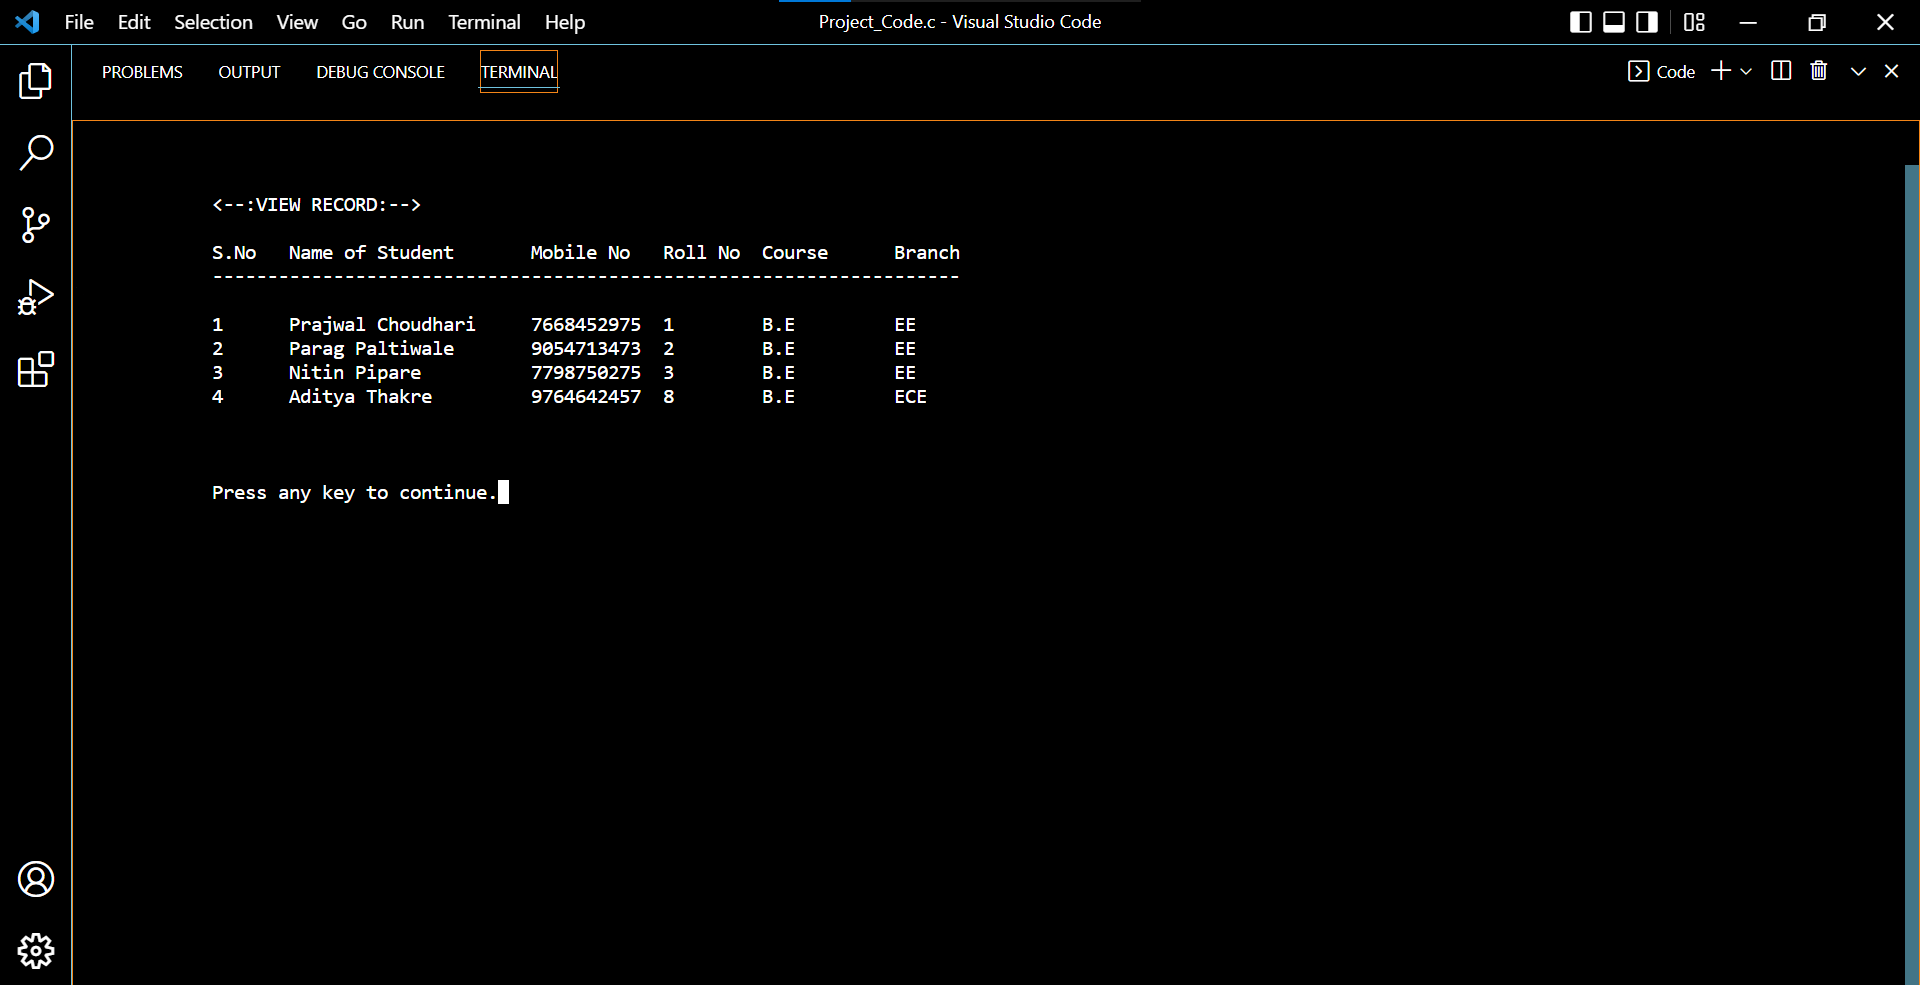 File Edit Selection View Go Run Terminal Help Project_Code.c - Visual Studio Code
PROBLEMS OUTPUT DEBUG CONSOLE TERMINAL Code
<--:VIEW RECORD:-->
S.No Name of Student Mobile No Roll No Course Branch
--------------------------------------------------------------------
1 Prajwal Choudhari 7668452975 1 B.E EE
2 Parag Paltiwale 9054713473 2 B.E EE
3 Nitin Pipare 7798750275 3 B.E EE
4 Aditya Thakre 9764642457 8 B.E ECE
Press any key to continue.